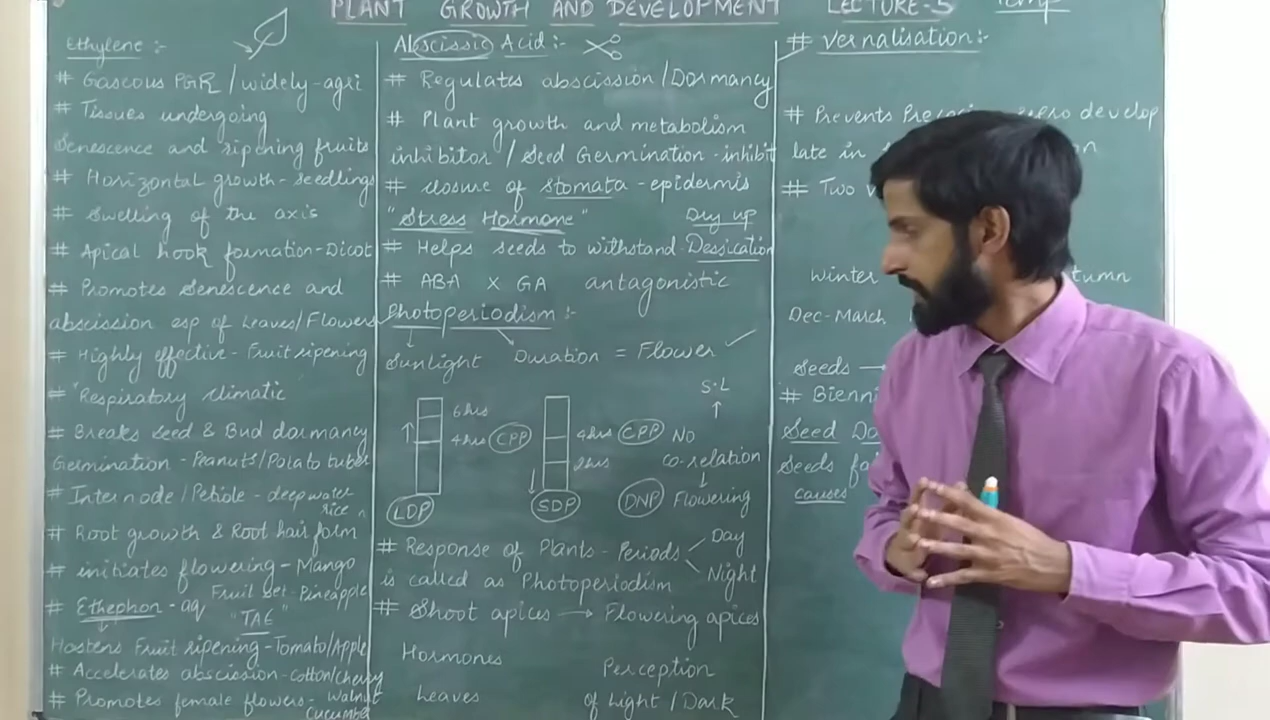 PLANT GROWTH AND DEVELOPMENT LECTURE-5 Temp
Ethylene :-
# Gaseous PGR / widely-agri
# Tissues undergoing
Senescence and ripening fruits
# Horizontal growth - seedlings
# Swelling of the axis
# Apical hook formation-Dicot
# Promotes Senescence and
abscission esp of Leaves/Flowers
# Highly effective - Fruit ripening
# "Respiratory climatic
# Breaks Seed & Bud dormancy
Germination - Peanuts/Potato tuber
# Internode / Petiole - deepwater
rice
# Root growth & Root hair form
# initiates flowering - Mango
Fruit Set-Pineapple
# Ethephon - aq "TAE"
Hastens Fruit ripening-Tomato/Apple
# Accelerates abscission-cotton/cherry
# Promotes female flowers - Walnut
Cucumber
Abscissic Acid :-
# Regulates abscission/Dormancy
# Plant growth and metabolism
inhibitor / Seed Germination - inhibit
# closure of stomata - epidermis
"Stress Hormone" Dry up
# Helps seeds to withstand Dessication
# ABA X GA antagonistic
Photoperiodism :-
Sunlight Duration = Flower
S.L
6hrs
4hrs CPP 4hrs CPP NO
2hrs co-relation
LDP SDP DNP Flowering
# Response of Plants - Periods Day
Night
is called as Photoperiodism
# Shoot apices → Flowering apices
Hormones Perception
Leaves of Light / Dark
# Vernalisation :-
# Prevents develop
late in
# Two
Winter
Dec-March
Seeds →
# Bienni
Seed Do
Seeds fa
causes